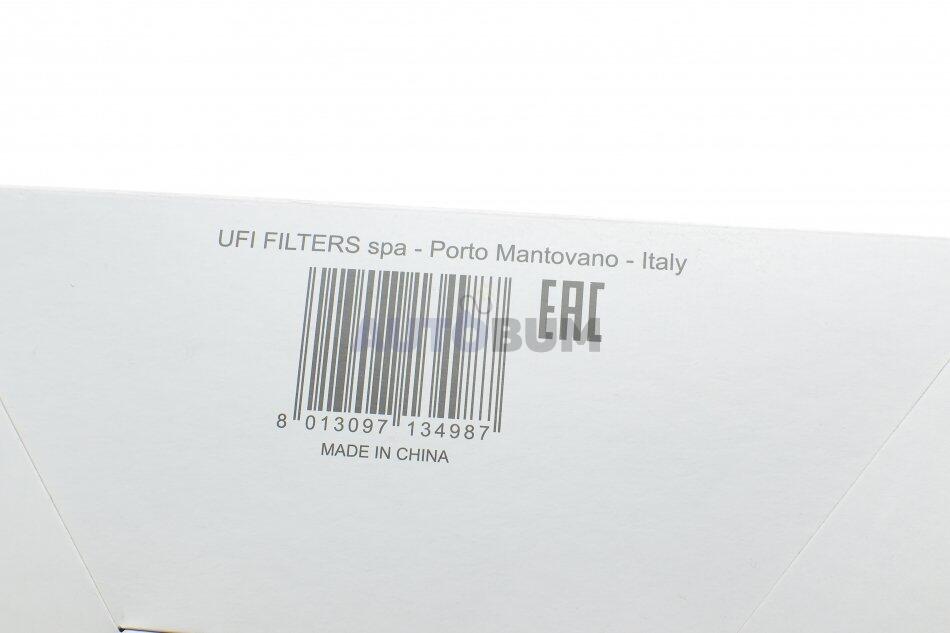 UFI FILTERS spa - Porto Mantovano - Italy
EAC
AUTOBUM
8 013097 134987
MADE IN CHINA